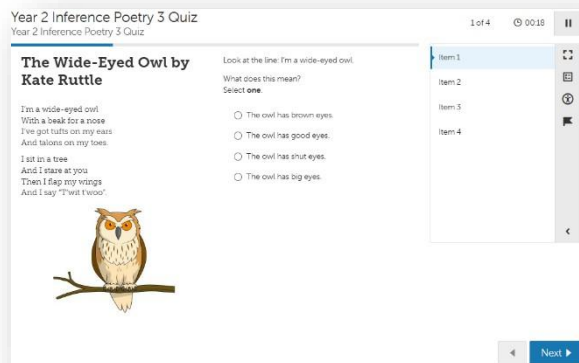 Year 2 Inference Poetry 3 Quiz
Year 2 Inference Poetry 3 Quiz
1 of 4
00:18
The Wide-Eyed Owl by
Kate Ruttle
I'm a wide-eyed owl
With a beak for a nose
I've got tufts on my ears
And talons on my toes.
I sit in a tree
And I stare at you
Then I flap my wings
And I say "T'wit t'woo".
Look at the line: I'm a wide-eyed owl.
What does this mean?
Select one.
The owl has brown eyes.
The owl has good eyes.
The owl has shut eyes.
The owl has big eyes.
Item 1
Item 2
Item 3
Item 4
Next